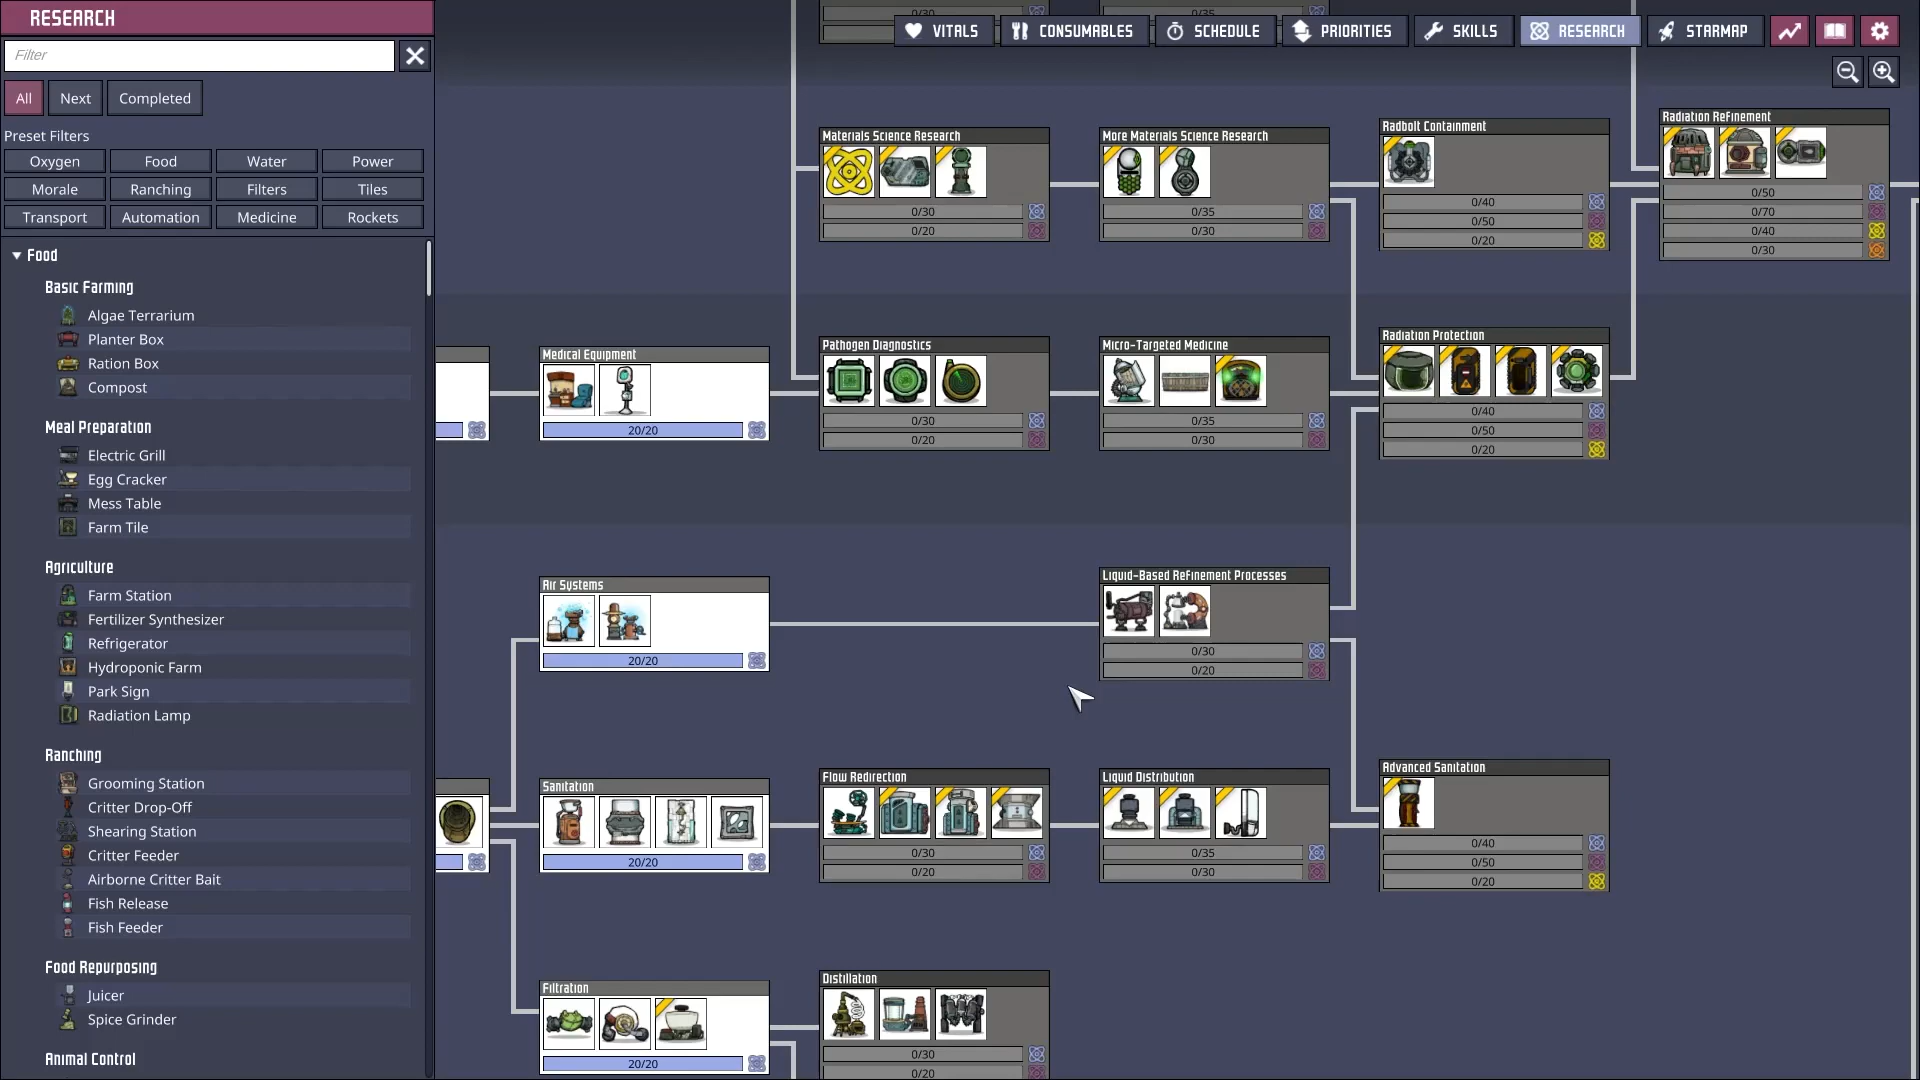 RESEARCH
Filter
All
Next
Completed
Preset Filters
Oxygen
Food
Water
Power
Morale
Ranching
Filters
Tiles
Transport
Automation
Medicine
Rockets
Food
Basic Farming
Algae Terrarium
Planter Box
Ration Box
Compost
Meal Preparation
Electric Grill
Egg Cracker
Mess Table
Farm Tile
Agriculture
Farm Station
Fertilizer Synthesizer
Refrigerator
Hydroponic Farm
Park Sign
Radiation Lamp
Ranching
Grooming Station
Critter Drop-Off
Shearing Station
Critter Feeder
Airborne Critter Bait
Fish Release
Fish Feeder
Food Repurposing
Juicer
Spice Grinder
Animal Control
0/30
0/35
VITALS
CONSUMABLES
SCHEDULE
PRIORITIES
SKILLS
RESEARCH
STARMAP
Materials Science Research
0/30
0/20
More Materials Science Research
0/35
0/30
Radbolt Containment
0/40
0/50
0/20
Radiation Refinement
0/50
0/70
0/40
0/30
Medical Equipment
20/20
Pathogen Diagnostics
0/30
0/20
Micro-Targeted Medicine
0/35
0/30
Radiation Protection
0/40
0/50
0/20
Air Systems
20/20
Liquid-Based Refinement Processes
0/30
0/20
Sanitation
20/20
Flow Redirection
0/30
0/20
Liquid Distribution
0/35
0/30
Advanced Sanitation
0/40
0/50
0/20
Filtration
20/20
Distillation
0/30
0/20